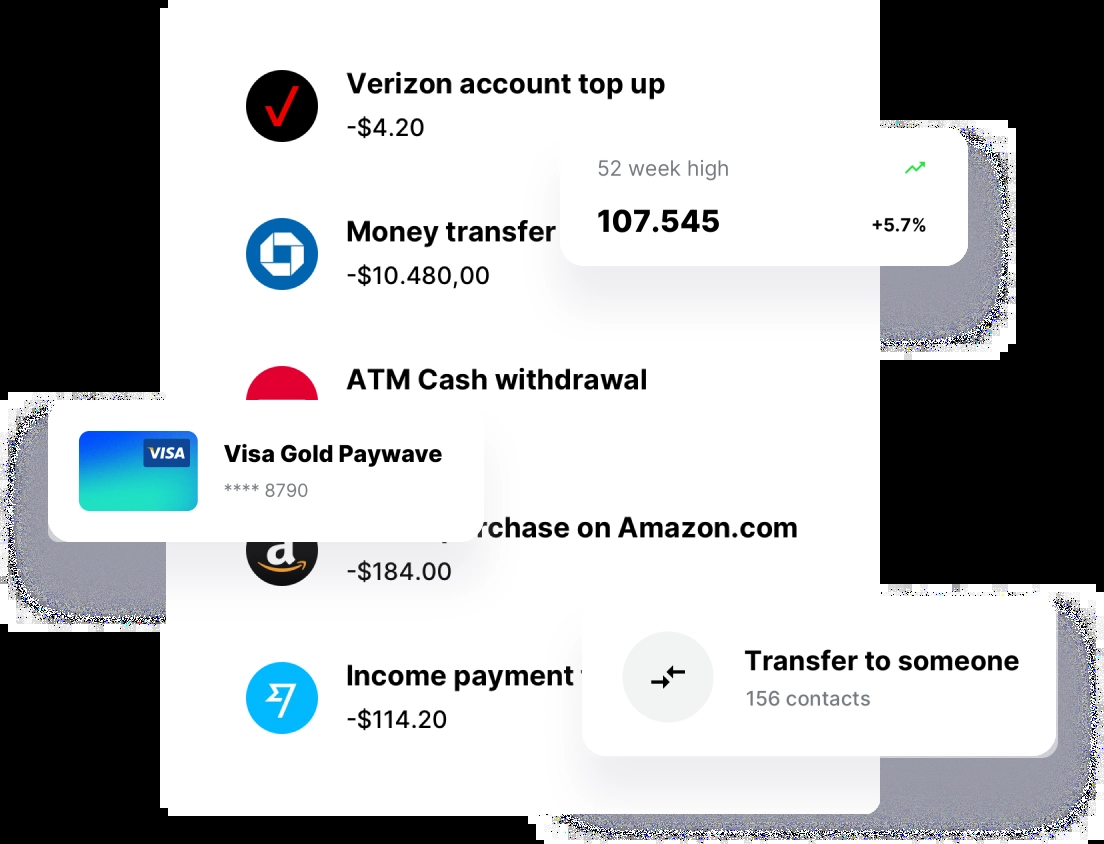 Verizon account top up
-$4.20
52 week high
107.545
+5.7%
Money transfer
-$10.480,00
ATM Cash withdrawal
VISA
Visa Gold Paywave
**** 8790
rchase on Amazon.com
-$184.00
Income payment
-$114.20
Transfer to someone
156 contacts